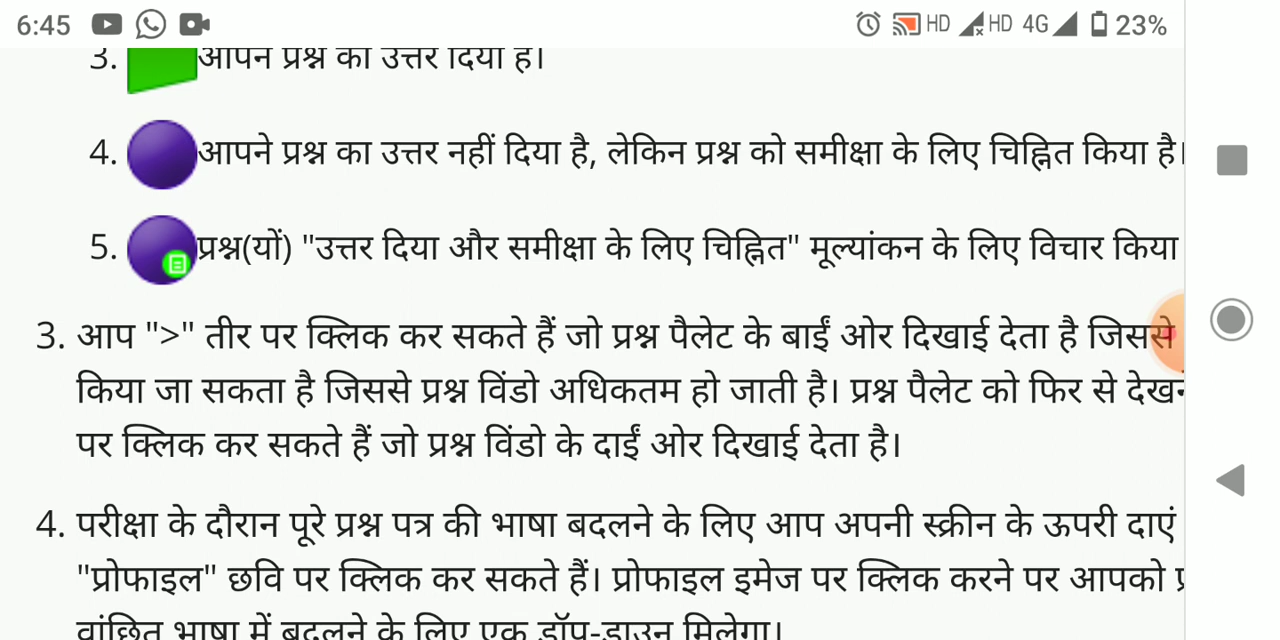 6:45 HD HD 4G 23%
3. आपने प्रश्न का उत्तर दिया है।
4. आपने प्रश्न का उत्तर नहीं दिया है, लेकिन प्रश्न को समीक्षा के लिए चिह्नित किया है।
5. प्रश्न(यों) "उत्तर दिया और समीक्षा के लिए चिह्नित" मूल्यांकन के लिए विचार किया
3. आप ">" तीर पर क्लिक कर सकते हैं जो प्रश्न पैलेट के बाईं ओर दिखाई देता है जिससे
किया जा सकता है जिससे प्रश्न विंडो अधिकतम हो जाती है। प्रश्न पैलेट को फिर से
पर क्लिक कर सकते हैं जो प्रश्न विंडो के दाईं ओर दिखाई देता है।
4. परीक्षा के दौरान पूरे प्रश्न पत्र की भाषा बदलने के लिए आप अपनी स्क्रीन के ऊपरी दाएं
"प्रोफाइल" छवि पर क्लिक कर सकते हैं। प्रोफाइल इमेज पर क्लिक करने पर आपको
वांछित भाषा में बदलने के लिए एक ड्रॉप-डाउन मिलेगा।